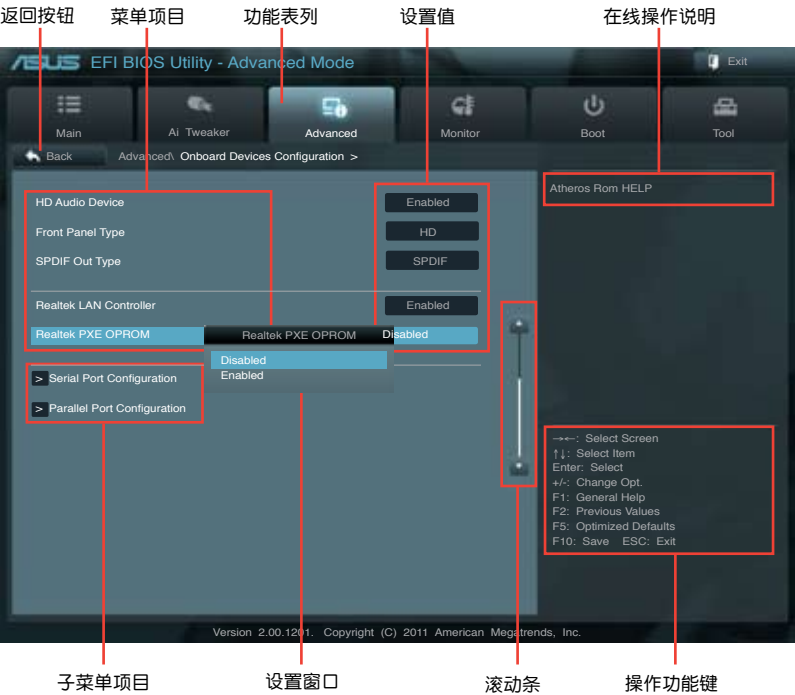 返回按钮 菜单项目 功能表列 设置值 在线操作说明
ASUS EFI BIOS Utility - Advanced Mode Exit
Main Ai Tweaker Advanced Monitor Boot Tool
Back Advanced\ Onboard Devices Configuration >
Atheros Rom HELP
HD Audio Device Enabled
Front Panel Type HD
SPDIF Out Type SPDIF
Realtek LAN Controller Enabled
Realtek PXE OPROM Realtek PXE OPROM Disabled
Disabled
Enabled
> Serial Port Configuration
> Parallel Port Configuration
→←: Select Screen
↑↓: Select Item
Enter: Select
+/-: Change Opt.
F1: General Help
F2: Previous Values
F5: Optimized Defaults
F10: Save ESC: Exit
Version 2.00.1201. Copyright (C) 2011 American Megatrends, Inc.
子菜单项目 设置窗口 滚动条 操作功能键